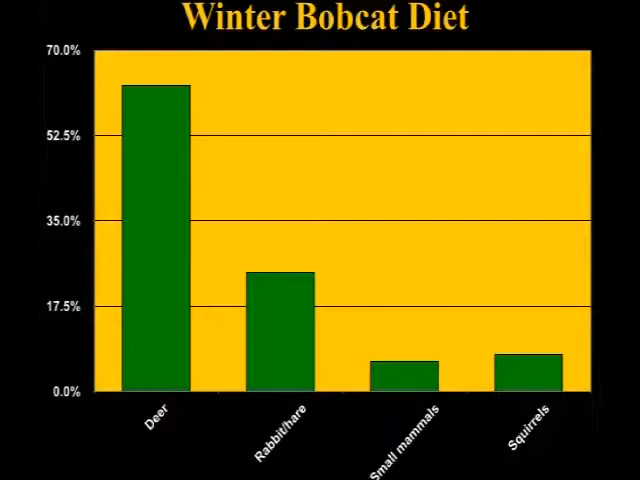 Winter Bobcat Diet
70.0%
52.5%
35.0%
17.5%
0.0%
Deer
Rabbit/hare
Small mammals
Squirrels